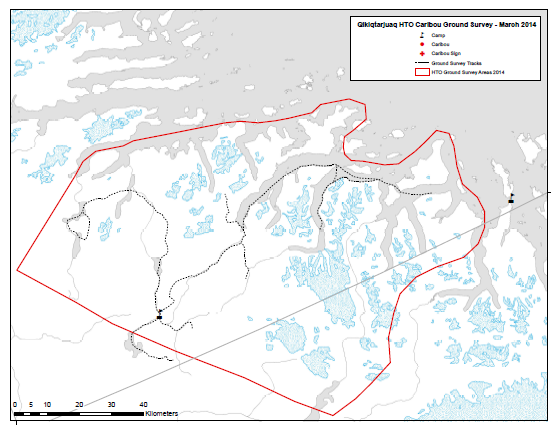 Qikiqtarjuaq HTO Caribou Ground Survey - March 2014
Camp
Caribou
Caribou Sign
Ground Survey Tracks
HTO Ground Survey Areas 2014
0 5 10 20 30 40
Kilometers